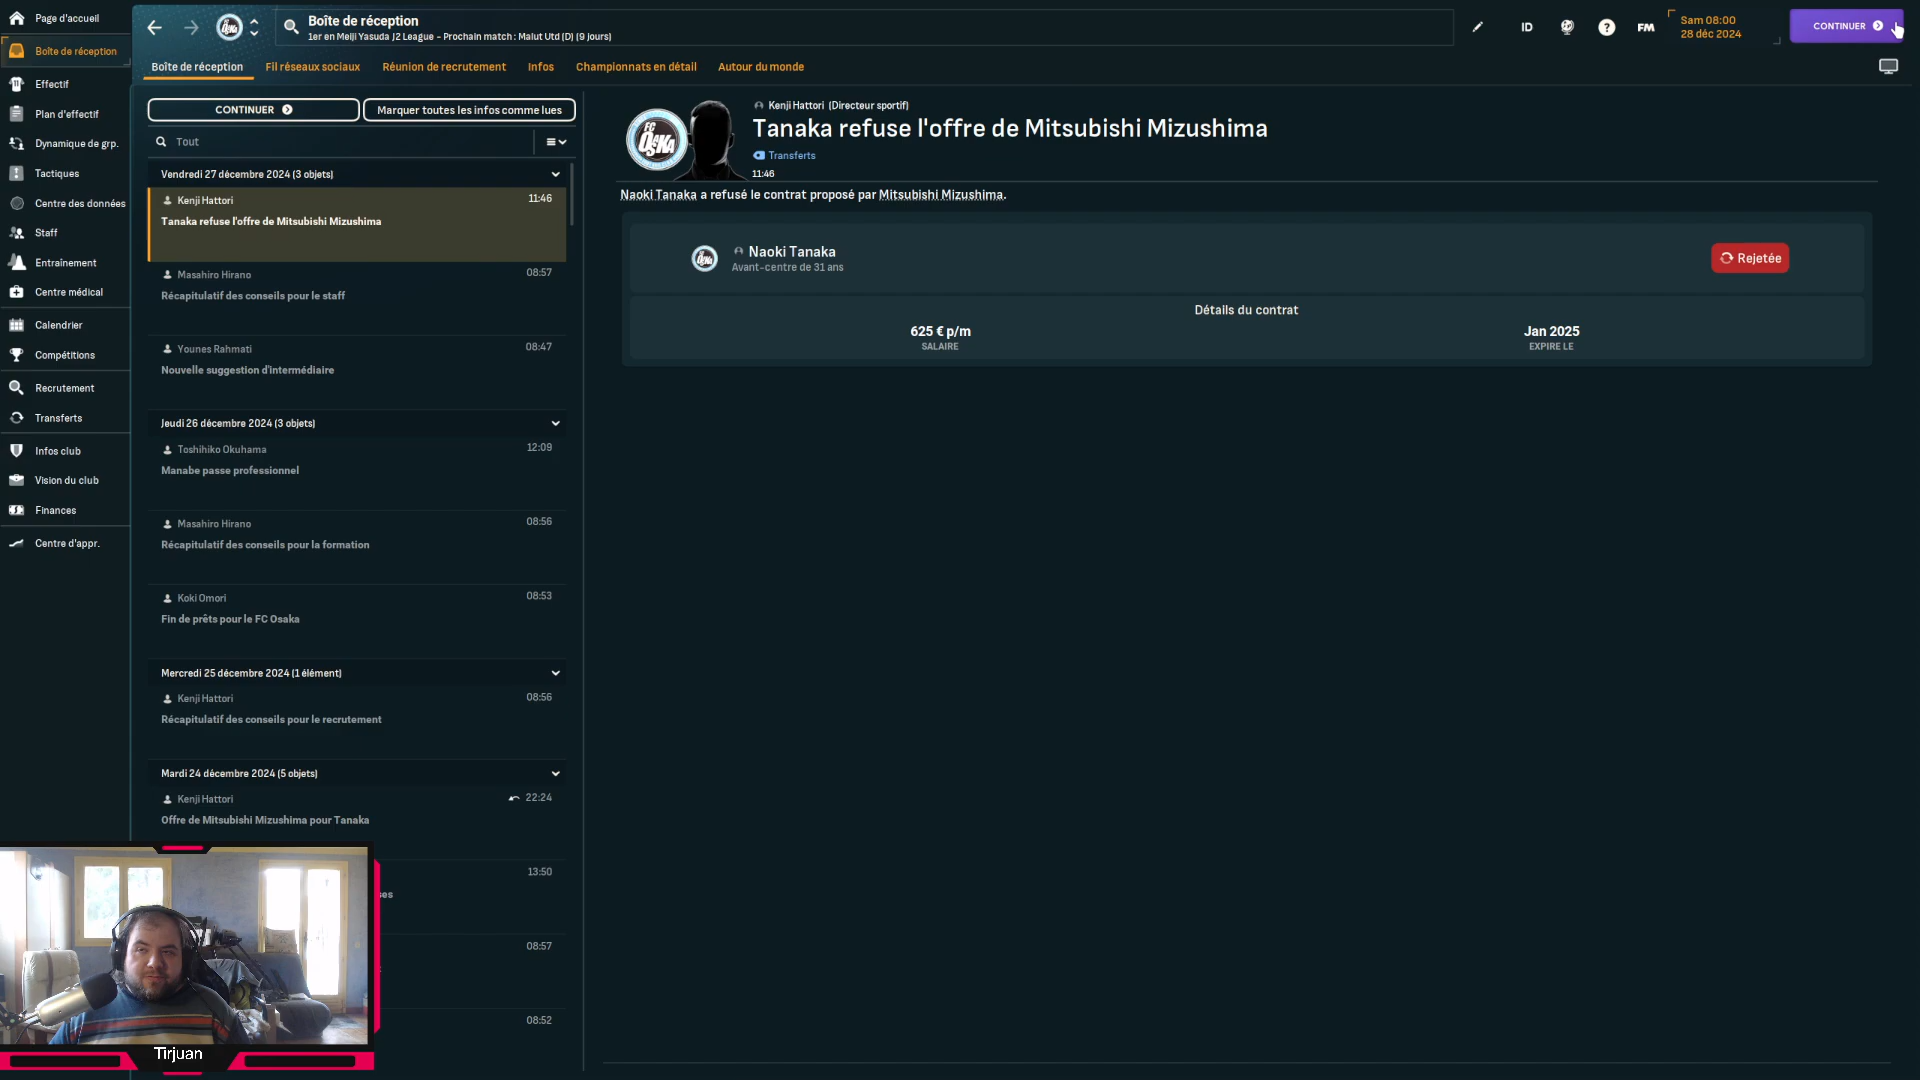 Page d'accueil
Boîte de réception
Effectif
Plan d'effectif
Dynamique de grp.
Tactiques
Centre des données
Staff
Entraînement
Centre médical
Calendrier
Compétitions
Recrutement
Transferts
Infos club
Vision du club
Finances
Centre d'appr.
Boîte de réception
1er en Meiji Yasuda J2 League - Prochain match : Malut Utd (D) (9 jours)
ID
FM
Sam 08:00
28 déc 2024
CONTINUER
Boîte de réception
Fil réseaux sociaux
Réunion de recrutement
Infos
Championnats en détail
Autour du monde
CONTINUER
Marquer toutes les infos comme lues
Tout
Vendredi 27 décembre 2024 (3 objets)
Kenji Hattori 11:46
Tanaka refuse l'offre de Mitsubishi Mizushima
Masahiro Hirano 08:57
Récapitulatif des conseils pour le staff
Younes Rahmati 08:47
Nouvelle suggestion d'intermédiaire
Jeudi 26 décembre 2024 (3 objets)
Toshihiko Okuhama 12:09
Manabe passe professionnel
Masahiro Hirano 08:56
Récapitulatif des conseils pour la formation
Koki Omori 08:53
Fin de prêts pour le FC Osaka
Mercredi 25 décembre 2024 (1 élément)
Kenji Hattori 08:56
Récapitulatif des conseils pour le recrutement
Mardi 24 décembre 2024 (5 objets)
Kenji Hattori 22:24
Offre de Mitsubishi Mizushima pour Tanaka
13:50
ses
08:57
08:52
Tirjuan
FC OSAKA
Kenji Hattori (Directeur sportif)
Tanaka refuse l'offre de Mitsubishi Mizushima
Transferts
11:46
Naoki Tanaka a refusé le contrat proposé par Mitsubishi Mizushima.
Naoki Tanaka
Avant-centre de 31 ans
Rejetée
Détails du contrat
625 € p/m
SALAIRE
Jan 2025
EXPIRE LE